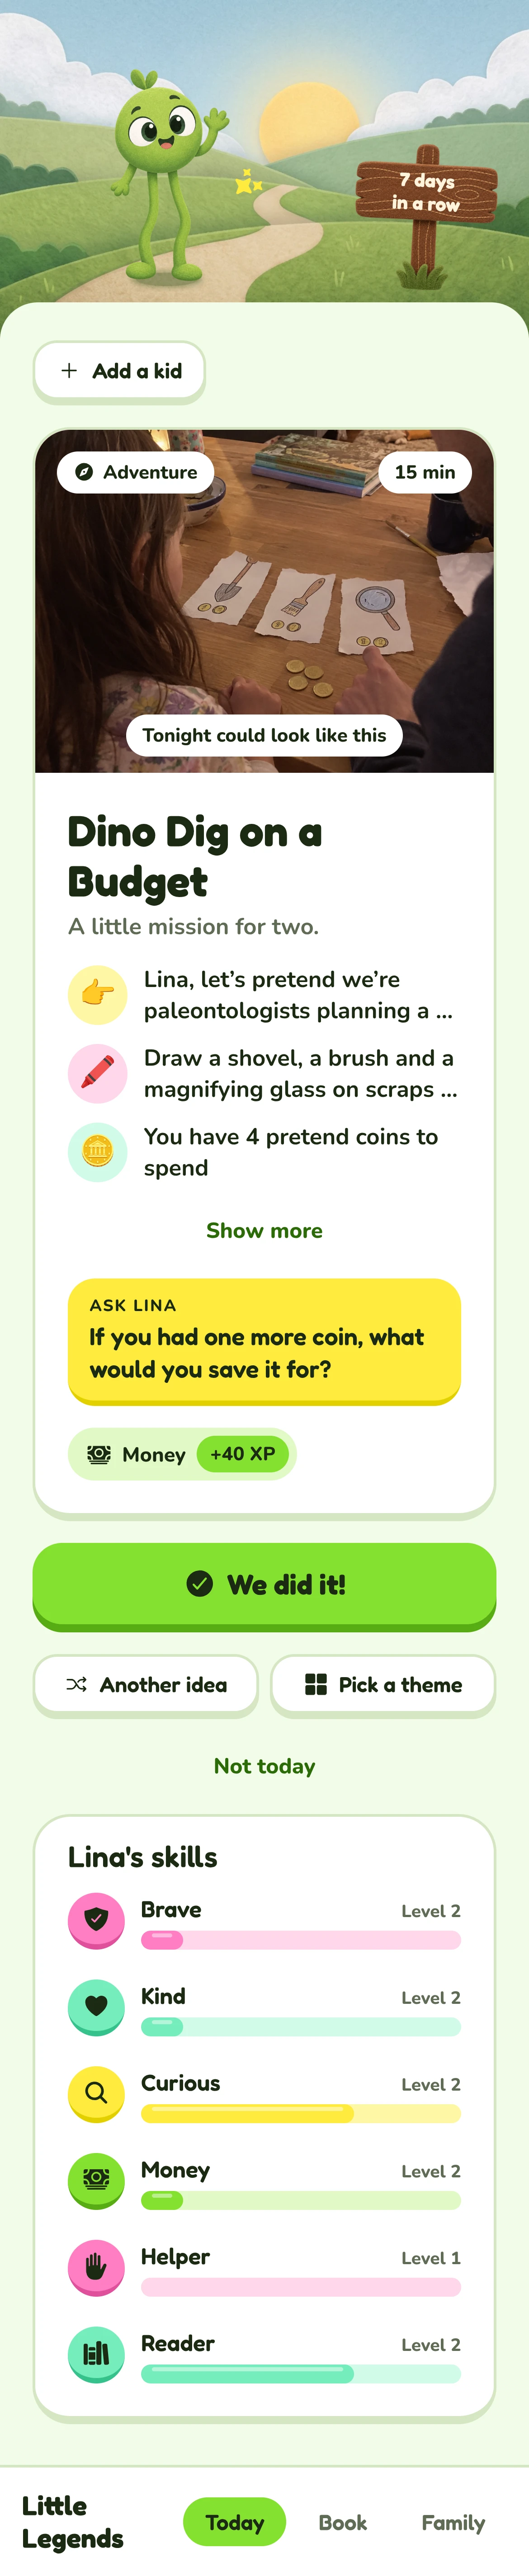 7 days
in a row
Add a kid
Adventure
15 min
Tonight could look like this
Dino Dig on a
Budget
A little mission for two.
Lina, let’s pretend we’re
paleontologists planning a ...
Draw a shovel, a brush and a
magnifying glass on scraps ...
You have 4 pretend coins to
spend
Show more
ASK LINA
If you had one more coin, what
would you save it for?
Money
+40 XP
We did it!
Another idea
Pick a theme
Not today
Lina's skills
Brave
Level 2
Kind
Level 2
Curious
Level 2
Money
Level 2
Helper
Level 1
Reader
Level 2
Little
Legends
Today
Book
Family